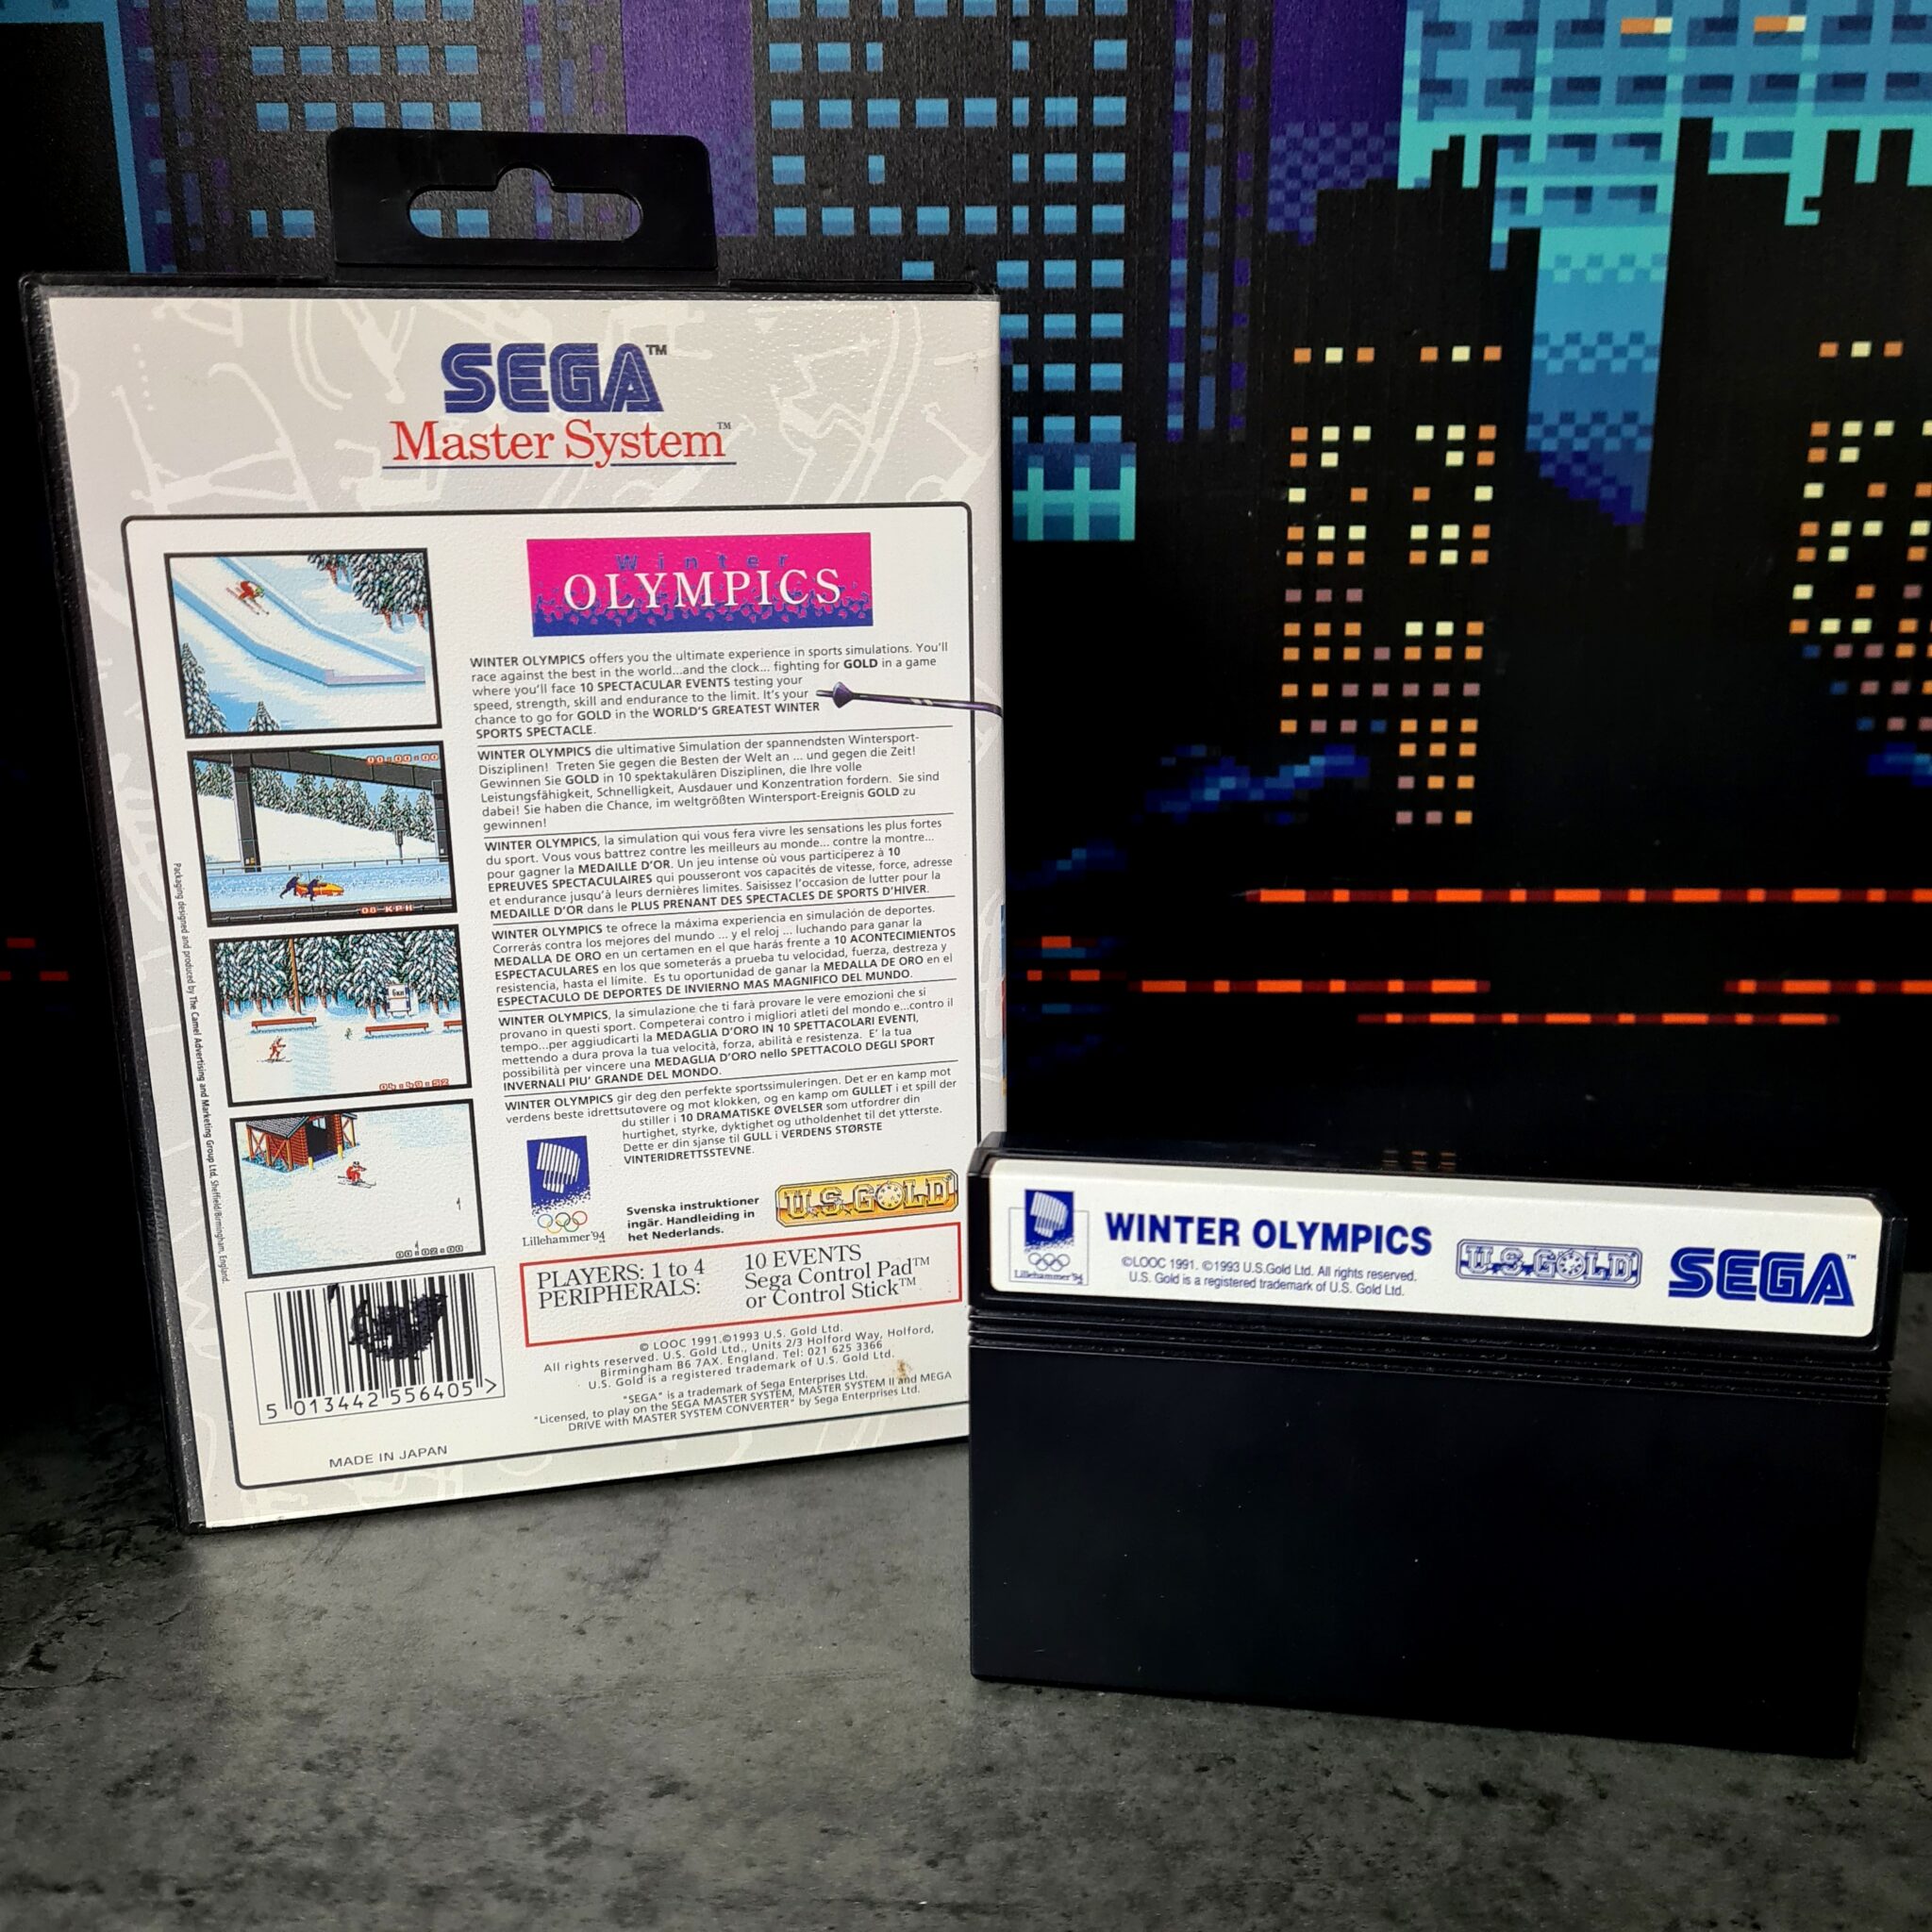 SEGA™
Master System™
Winter
OLYMPICS
WINTER OLYMPICS offers you the ultimate experience in sports simulations. You'll
race against the best in the world...and the clock... fighting for GOLD in a game
where you'll face 10 SPECTACULAR EVENTS testing your
speed, strength, skill and endurance to the limit. It's your
chance to go for GOLD in the WORLD'S GREATEST WINTER
SPORTS SPECTACLE.
WINTER OLYMPICS die ultimative Simulation der spannendsten Wintersport-
Disziplinen! Treten Sie gegen die Besten der Welt an ... und gegen die Zeit!
Gewinnen Sie GOLD in 10 spektakulären Disziplinen, die Ihre volle
Leistungsfähigkeit, Schnelligkeit, Ausdauer und Konzentration fordern. Sie sind
dabei! Sie haben die Chance, im weltgrößten Wintersport-Ereignis GOLD zu
gewinnen!
WINTER OLYMPICS, la simulation qui vous fera vivre les sensations les plus fortes
du sport. Vous vous battrez contre les meilleurs au monde... contre la montre...
pour gagner la MEDAILLE D'OR. Un jeu intense où vous participerez à 10
EPREUVES SPECTACULAIRES qui pousseront vos capacités de vitesse, force, adresse
et endurance jusqu'à leurs dernières limites. Saisissez l'occasion de lutter pour la
MEDAILLE D'OR dans le PLUS PRENANT DES SPECTACLES DE SPORTS D'HIVER.
WINTER OLYMPICS te ofrece la máxima experiencia en simulación de deportes.
Correrás contra los mejores del mundo ... y el reloj ... luchando para ganar la
MEDALLA DE ORO en un certamen en el que harás frente a 10 ACONTECIMIENTOS
ESPECTACULARES en los que someterás a prueba tu velocidad, fuerza, destreza y
resistencia, hasta el límite. Es tu oportunidad de ganar la MEDALLA DE ORO en el
ESPECTACULO DE DEPORTES DE INVIERNO MAS MAGNIFICO DEL MUNDO.
WINTER OLYMPICS, la simulazione che ti farà provare le vere emozioni che si
provano in questi sport. Competerai contro i migliori atleti del mondo e...contro il
tempo...per aggiudicarti la MEDAGLIA D'ORO IN 10 SPETTACOLARI EVENTI,
mettendo a dura prova la tua velocità, forza, abilità e resistenza. E' la tua
possibilità per vincere una MEDAGLIA D'ORO nello SPETTACOLO DEGLI SPORT
INVERNALI PIU' GRANDE DEL MONDO.
WINTER OLYMPICS gir deg den perfekte sportssimuleringen. Det er en kamp mot
verdens beste idrettsutøvere og mot klokken, og en kamp om GULLET i et spill der
du stiller i 10 DRAMATISKE ØVELSER som utfordrer din
hurtighet, styrke, dyktighet og utholdenhet til det ytterste.
Dette er din sjanse til GULL i VERDENS STØRSTE
VINTERIDRETTSSTEVNE.
Lillehammer'94
Svenska instruktioner
ingår. Handleiding in
het Nederlands.
U.S.GOLD
PLAYERS: 1 to 4 10 EVENTS
PERIPHERALS: Sega Control Pad™
or Control Stick™
© LOOC 1991.©1993 U.S. Gold Ltd.
All rights reserved. U.S. Gold Ltd., Units 2/3 Holford Way, Holford,
Birmingham B6 7AX. England. Tel: 021 625 3366
U.S. Gold is a registered trademark of U.S. Gold Ltd.
"SEGA" is a trademark of Sega Enterprises Ltd.
"Licensed, to play on the SEGA MASTER SYSTEM, MASTER SYSTEM II and MEGA
DRIVE with MASTER SYSTEM CONVERTER" by Sega Enterprises Ltd.
00:00:00
00 KPH
04:40:52
00:02:00
5 013442 556405 >
MADE IN JAPAN
Packaging designed and produced by The Camel Advertising and Marketing Group Ltd. Sheffield/Birmingham, England.
Lillehammer'94
WINTER OLYMPICS
©LOOC 1991. ©1993 U.S.Gold Ltd. All rights reserved.
U.S. Gold is a registered trademark of U.S. Gold Ltd.
U.S.GOLD
SEGA™